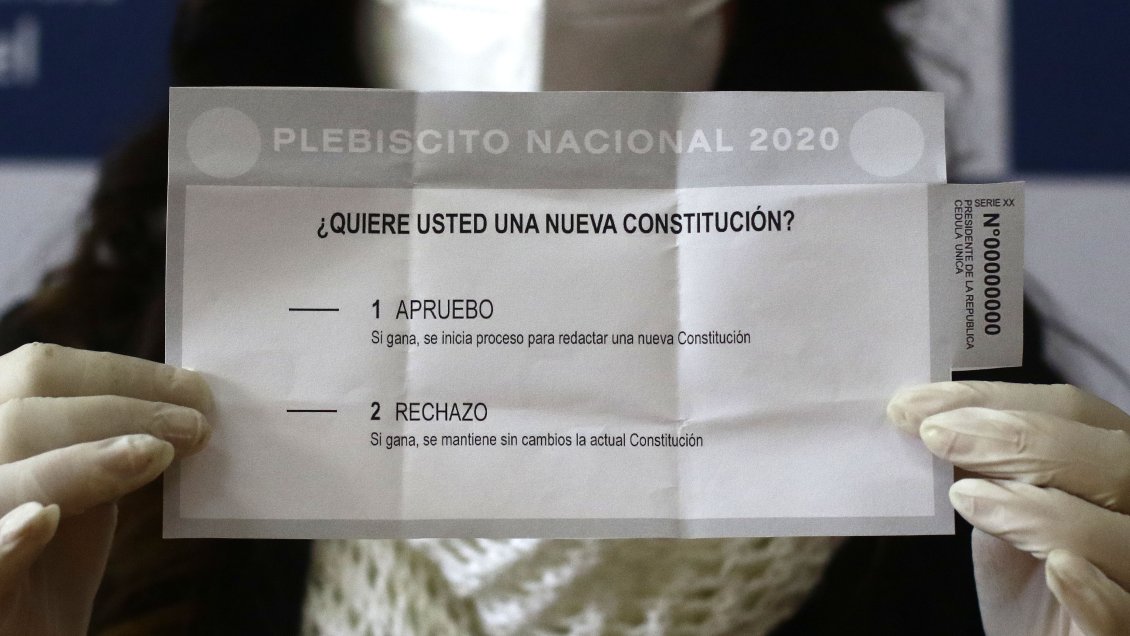 el
PLEBISCITO NACIONAL 2020
¿QUIERE USTED UNA NUEVA CONSTITUCIÓN?
1 APRUEBO
Si gana, se inicia proceso para redactar una nueva Constitución
2 RECHAZO
Si gana, se mantiene sin cambios la actual Constitución
SERIE XX
N°00000000
PRESIDENTE DE LA REPUBLICA
CEDULA UNICA